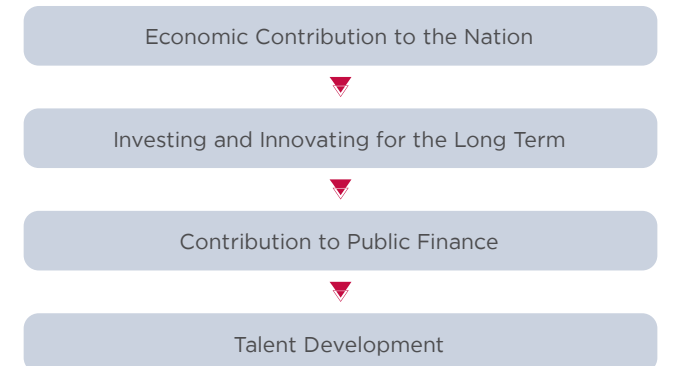 Economic Contribution to the Nation
Investing and Innovating for the Long Term
Contribution to Public Finance
Talent Development